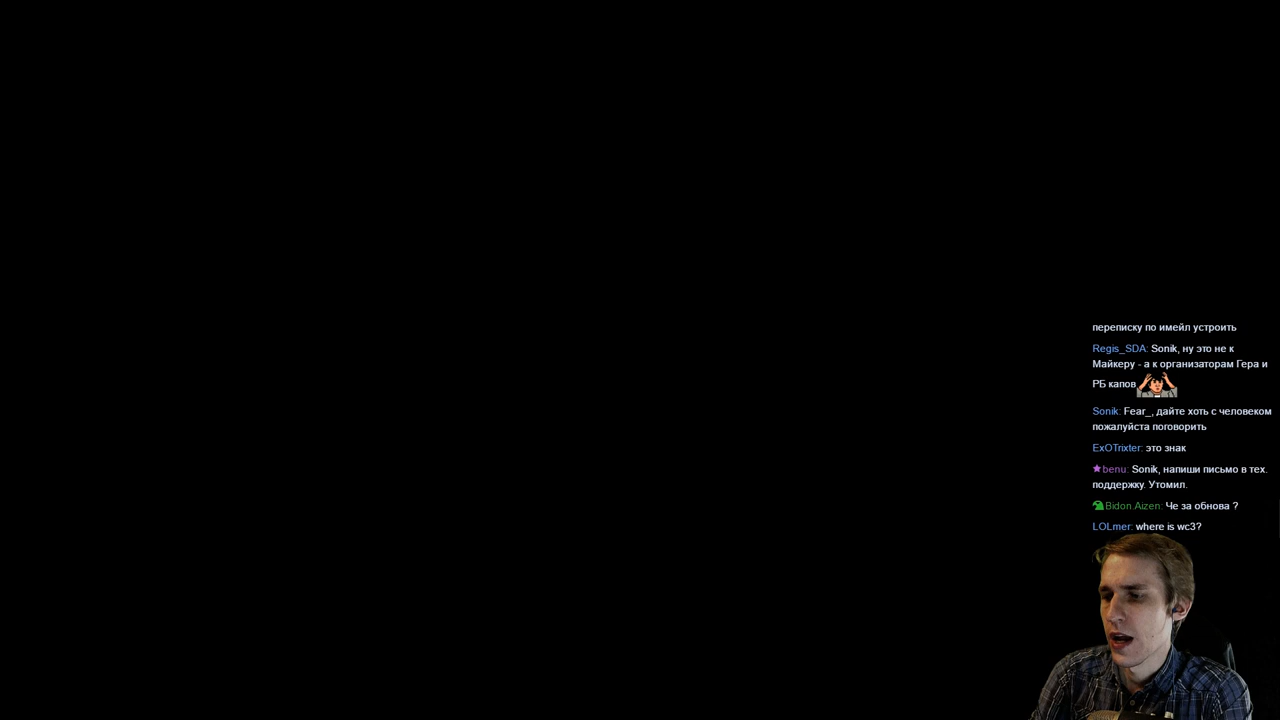 переписку по имейл устроить
Regis_SDA: Sonik, ну это не к
Майкеру - а к организаторам Гера и
РБ капов
Sonik: Fear_, дайте хоть с человеком
пожалуйста поговорить
ExOTrixter: это знак
benu: Sonik, напиши письмо в тех.
поддержку. Утомил.
Bidon.Aizen: Че за обнова ?
LOLmer: where is wc3?